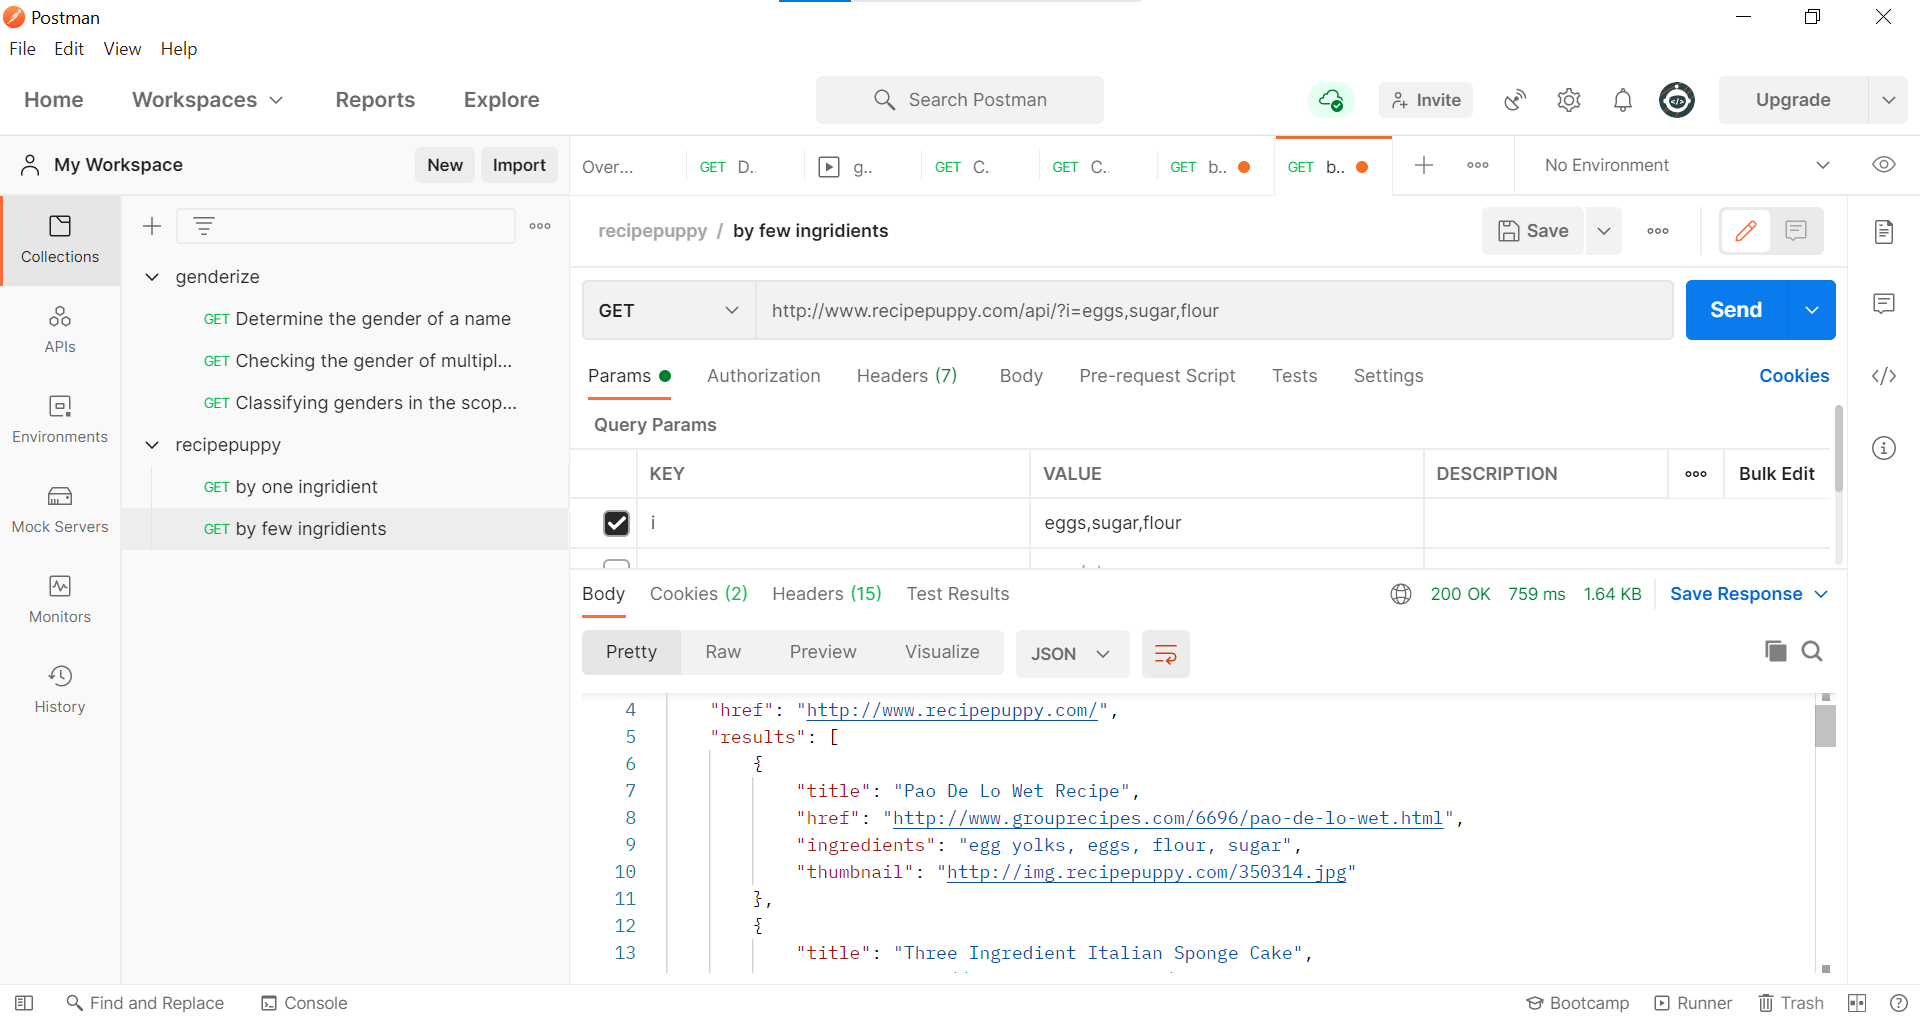 Postman
File Edit View Help
Home Workspaces Reports Explore Search Postman Invite Upgrade
My Workspace New Import Over... GET D.. g.. GET C. GET C.. GET b.. GET b.. No Environment
recipepuppy / by few ingridients Save
Collections
APIs
Environments
Mock Servers
Monitors
History
genderize
GET Determine the gender of a name
GET Checking the gender of multipl...
GET Classifying genders in the scop...
recipepuppy
GET by one ingridient
GET by few ingridients
GET http://www.recipepuppy.com/api/?i=eggs,sugar,flour Send
Params Authorization Headers (7) Body Pre-request Script Tests Settings Cookies
Query Params
KEY VALUE DESCRIPTION Bulk Edit
i eggs,sugar,flour
Body Cookies (2) Headers (15) Test Results 200 OK 759 ms 1.64 KB Save Response
Pretty Raw Preview Visualize JSON
4 "href": "http://www.recipepuppy.com/",
5 "results": [
6 {
7 "title": "Pao De Lo Wet Recipe",
8 "href": "http://www.grouprecipes.com/6696/pao-de-lo-wet.html",
9 "ingredients": "egg yolks, eggs, flour, sugar",
10 "thumbnail": "http://img.recipepuppy.com/350314.jpg"
11 },
12 {
13 "title": "Three Ingredient Italian Sponge Cake",
Find and Replace Console Bootcamp Runner Trash